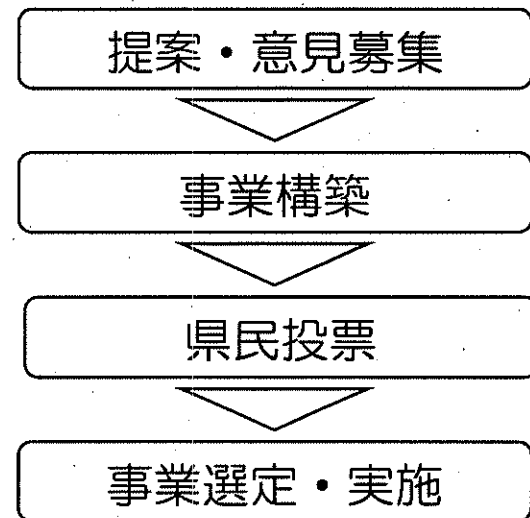 提案・意見募集
事業構築
県民投票
事業選定・実施